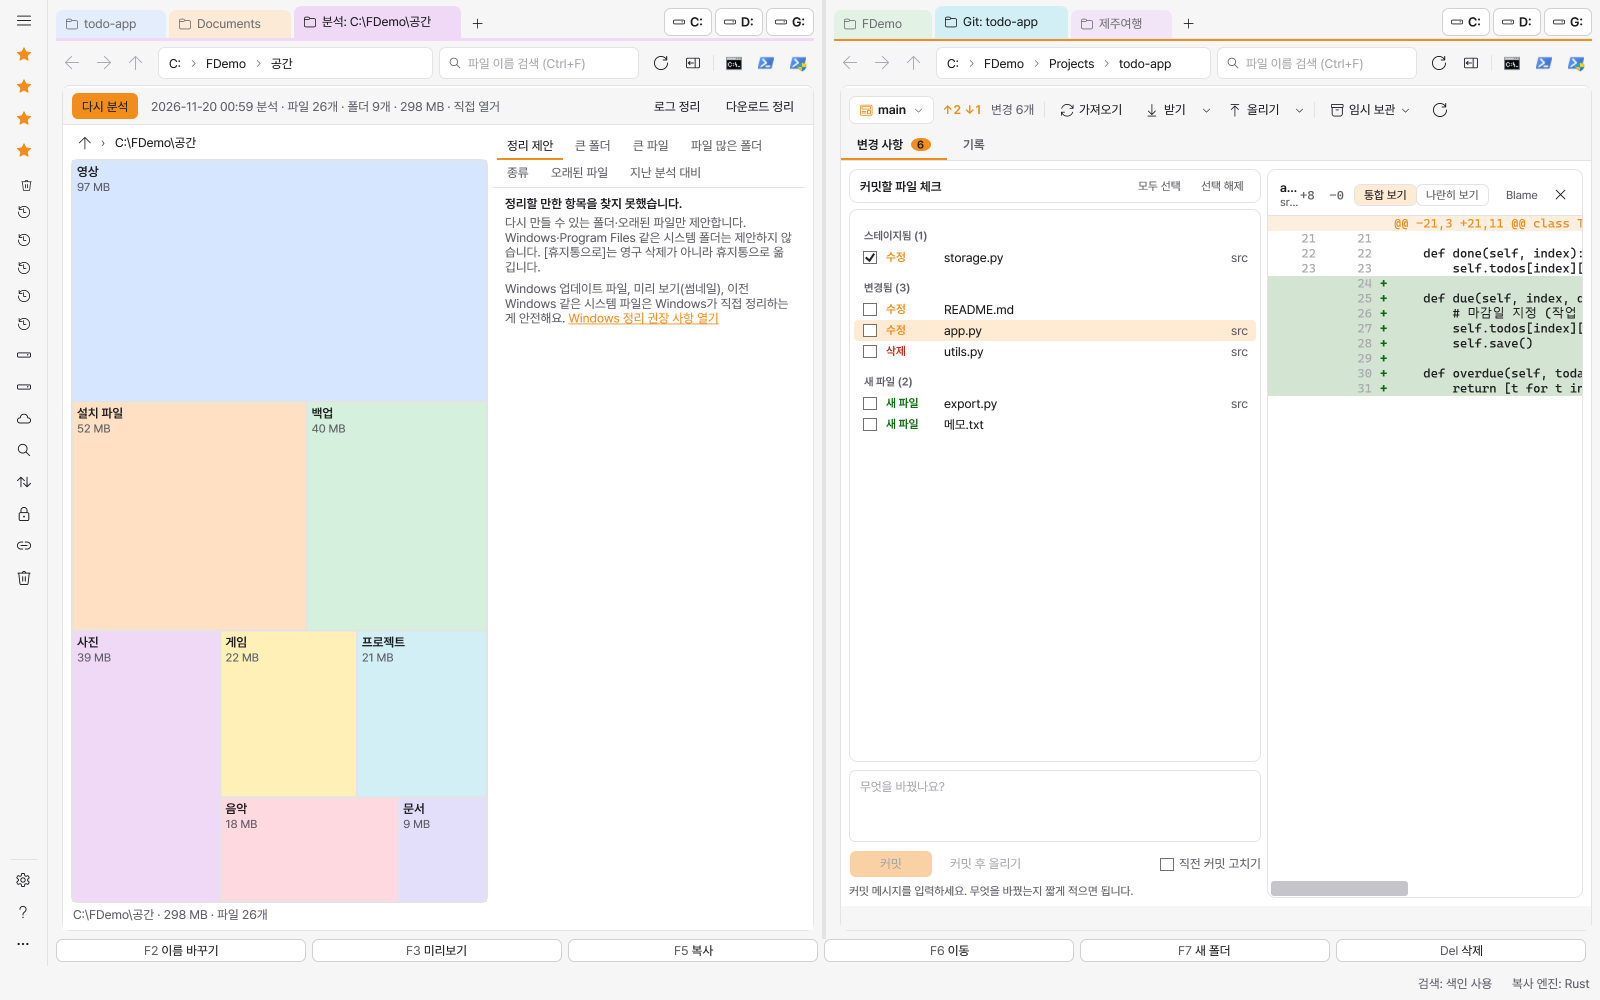 todo-app
Documents
분석: C:\FDemo\공간
C:
D:
G:
C:
FDemo
공간
파일 이름 검색 (Ctrl+F)
다시 분석
2026-11-20 00:59 분석 · 파일 26개 · 폴더 9개 · 298 MB · 직접 열거
로그 정리
다운로드 정리
C:\FDemo\공간
영상
97 MB
설치 파일
52 MB
백업
40 MB
사진
39 MB
게임
22 MB
프로젝트
21 MB
음악
18 MB
문서
9 MB
C:\FDemo\공간 · 298 MB · 파일 26개
정리 제안
큰 폴더
큰 파일
파일 많은 폴더
종류
오래된 파일
지난 분석 대비
정리할 만한 항목을 찾지 못했습니다.
다시 만들 수 있는 폴더·오래된 파일만 제안합니다.
Windows·Program Files 같은 시스템 폴더는 제안하지 않
습니다. [휴지통으로]는 영구 삭제가 아니라 휴지통으로 옮
깁니다.
Windows 업데이트 파일, 미리 보기(썸네일), 이전
Windows 같은 시스템 파일은 Windows가 직접 정리하는
게 안전해요. Windows 정리 권장 사항 열기
FDemo
Git: todo-app
제주여행
C:
D:
G:
C:
FDemo
Projects
todo-app
파일 이름 검색 (Ctrl+F)
main
↑2 ↓1
변경 6개
가져오기
받기
올리기
임시 보관
변경 사항 6
기록
커밋할 파일 체크
모두 선택
선택 해제
스테이지됨 (1)
수정 storage.py src
변경됨 (3)
수정 README.md
수정 app.py src
삭제 utils.py src
새 파일 (2)
새 파일 export.py src
새 파일 메모.txt
무엇을 바꿨나요?
커밋
커밋 후 올리기
직전 커밋 고치기
커밋 메시지를 입력하세요. 무엇을 바꿨는지 짧게 적으면 됩니다.
a...
sr...
+8 −0
통합 보기
나란히 보기
Blame
@@ -21,3 +21,11 @@ class T
21 21
22 22 def done(self, index):
23 23 self.todos[index][
24 +
25 + def due(self, index, d
26 + # 마감일 지정 (작업
27 + self.todos[index][
28 + self.save()
29 +
30 + def overdue(self, toda
31 + return [t for t in
F2 이름 바꾸기
F3 미리보기
F5 복사
F6 이동
F7 새 폴더
Del 삭제
검색: 색인 사용
복사 엔진: Rust